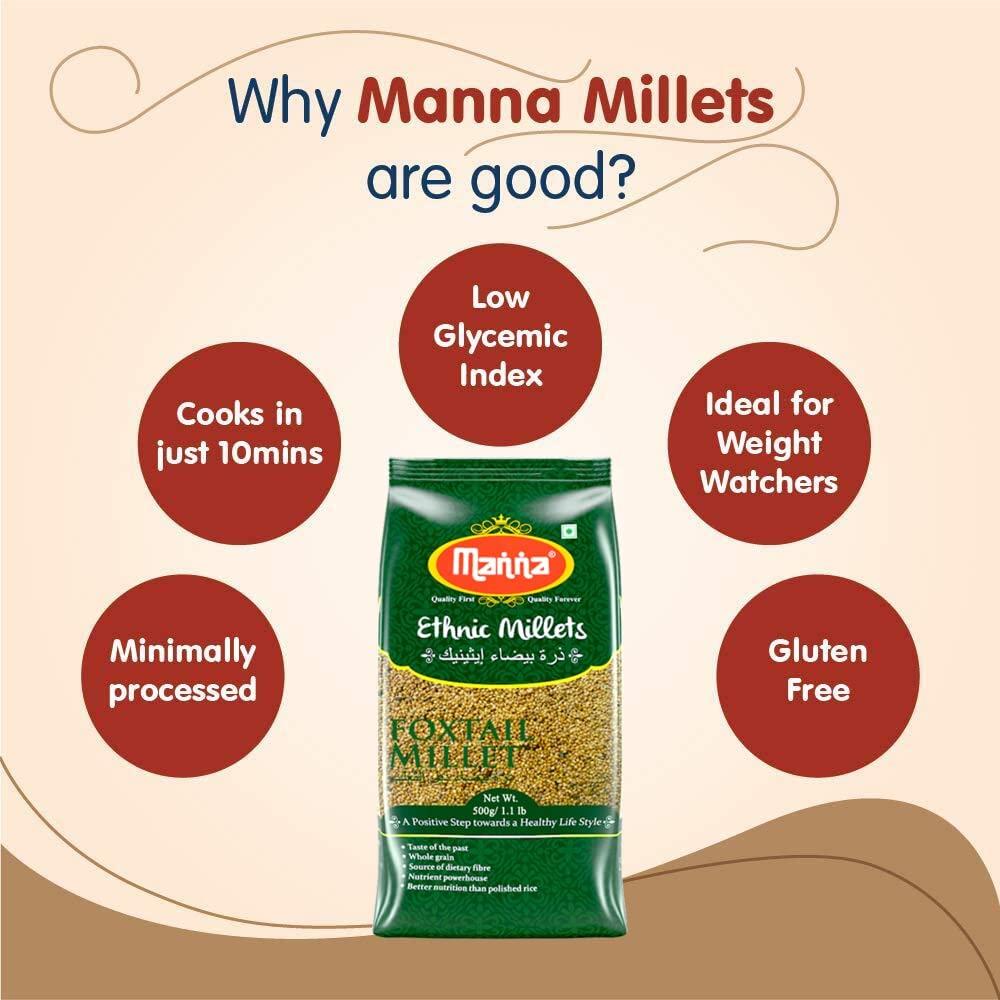 Why Manna Millets
are good?
Low
Glycemic
Index
Cooks in
just 10mins
Ideal for
Weight
Watchers
Minimally
processed
Gluten
Free
Manna®
Quality First Quality Forever
Ethnic Millets
ذرة بيضاء إيثينيك
FOXTAIL
MILLET
Net Wt.
500g/ 1.1 lb
A Positive Step towards a Healthy Life Style
• Taste of the past
• Whole grain
• Source of dietary fibre
• Nutrient powerhouse
• Better nutrition than polished rice